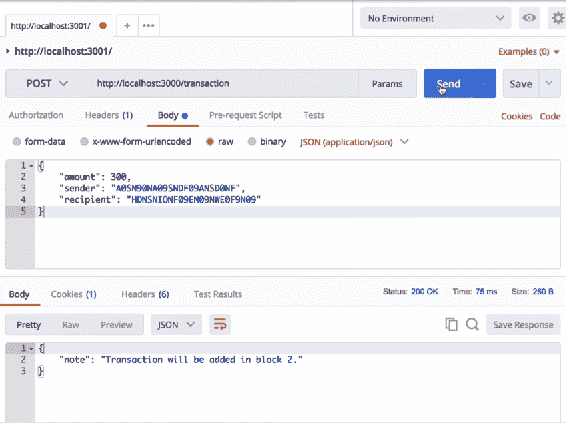 No Environment
http://localhost:3001/
+ •••
http://localhost:3001/
Examples (0)
POST http://localhost:3000/transaction Params Send Save
Authorization Headers (1) Body Pre-request Script Tests Cookies Code
form-data x-www-form-urlencoded raw binary JSON (application/json)
1 {
2 "amount": 300,
3 "sender": "A0SN90NA09SNDF09ANSD0NF",
4 "recipient": "HDNSNIONF09EM09NWE0F9N09"
5 }
Body Cookies (1) Headers (6) Test Results Status: 200 OK Time: 75 ms Size: 260 B
Pretty Raw Preview JSON Save Response
1 {
2 "note": "Transaction will be added in block 2."
3 }